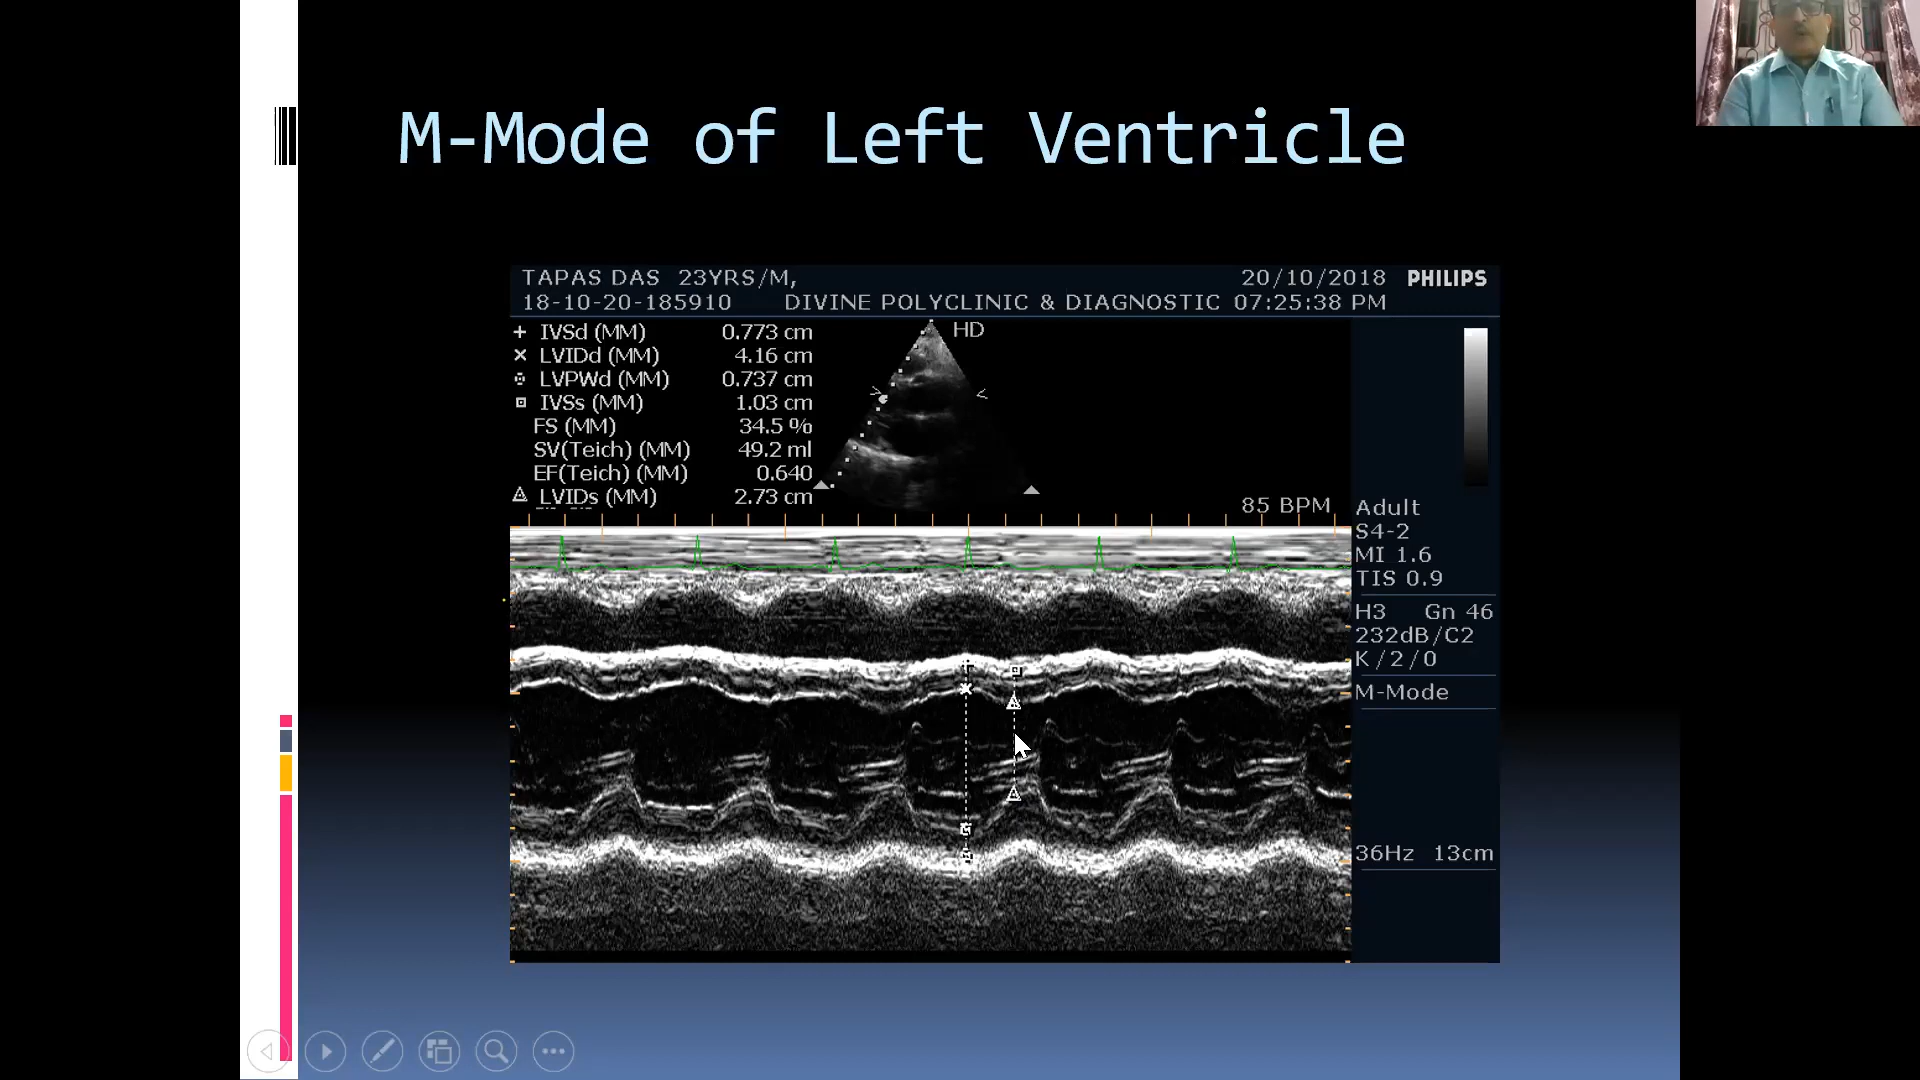 M-Mode of Left Ventricle
TAPAS DAS 23YRS/M, 20/10/2018 PHILIPS
18-10-20-185910 DIVINE POLYCLINIC & DIAGNOSTIC 07:25:38 PM
+ IVSd (MM) 0.773 cm
HD
× LVIDd (MM) 4.16 cm
LVPWd (MM) 0.737 cm
IVSs (MM) 1.03 cm
FS (MM) 34.5 %
SV(Teich) (MM) 49.2 ml
EF(Teich) (MM) 0.640
LVIDs (MM) 2.73 cm
85 BPM
Adult
S4-2
MI 1.6
TIS 0.9
H3 Gn 46
232dB/C2
K/2/0
M-Mode
36Hz 13cm